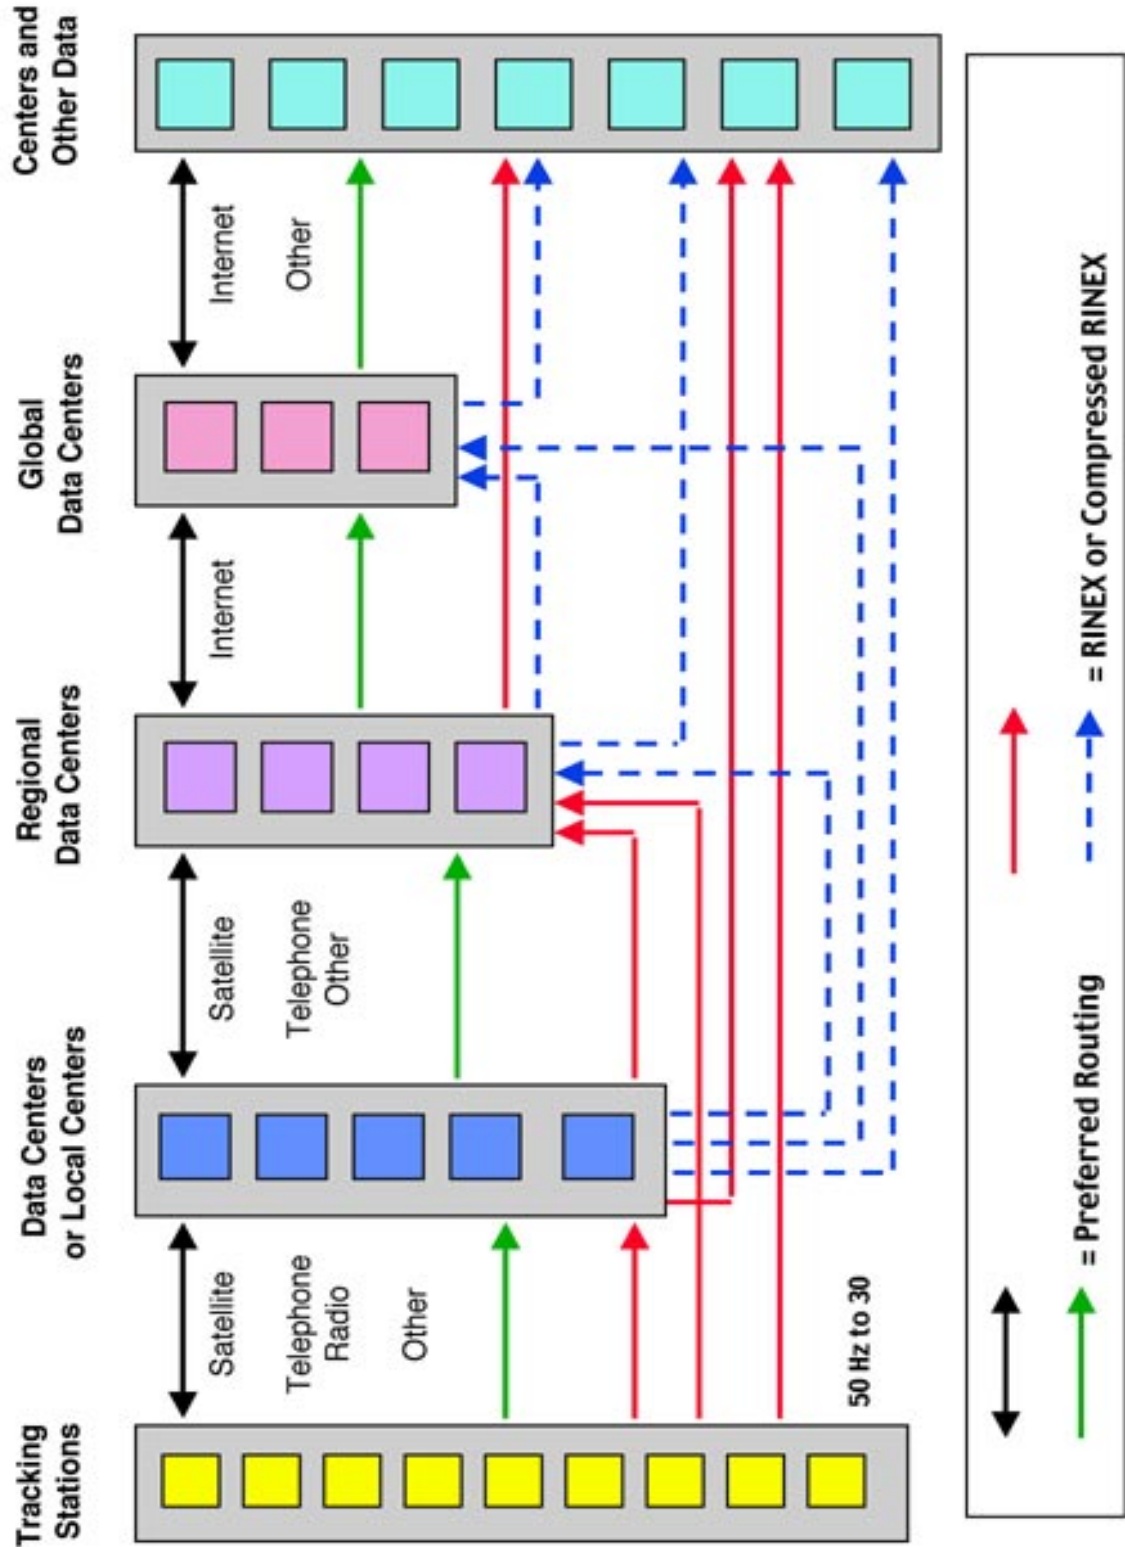 Tracking
Stations
Data Centers
or Local Centers
Regional
Data Centers
Global
Data Centers
Centers and
Other Data
Satellite
Telephone
Radio
Other
Satellite
Telephone
Other
Internet
Internet
Other
50 Hz to 30
= Preferred Routing
= RINEX or Compressed RINEX